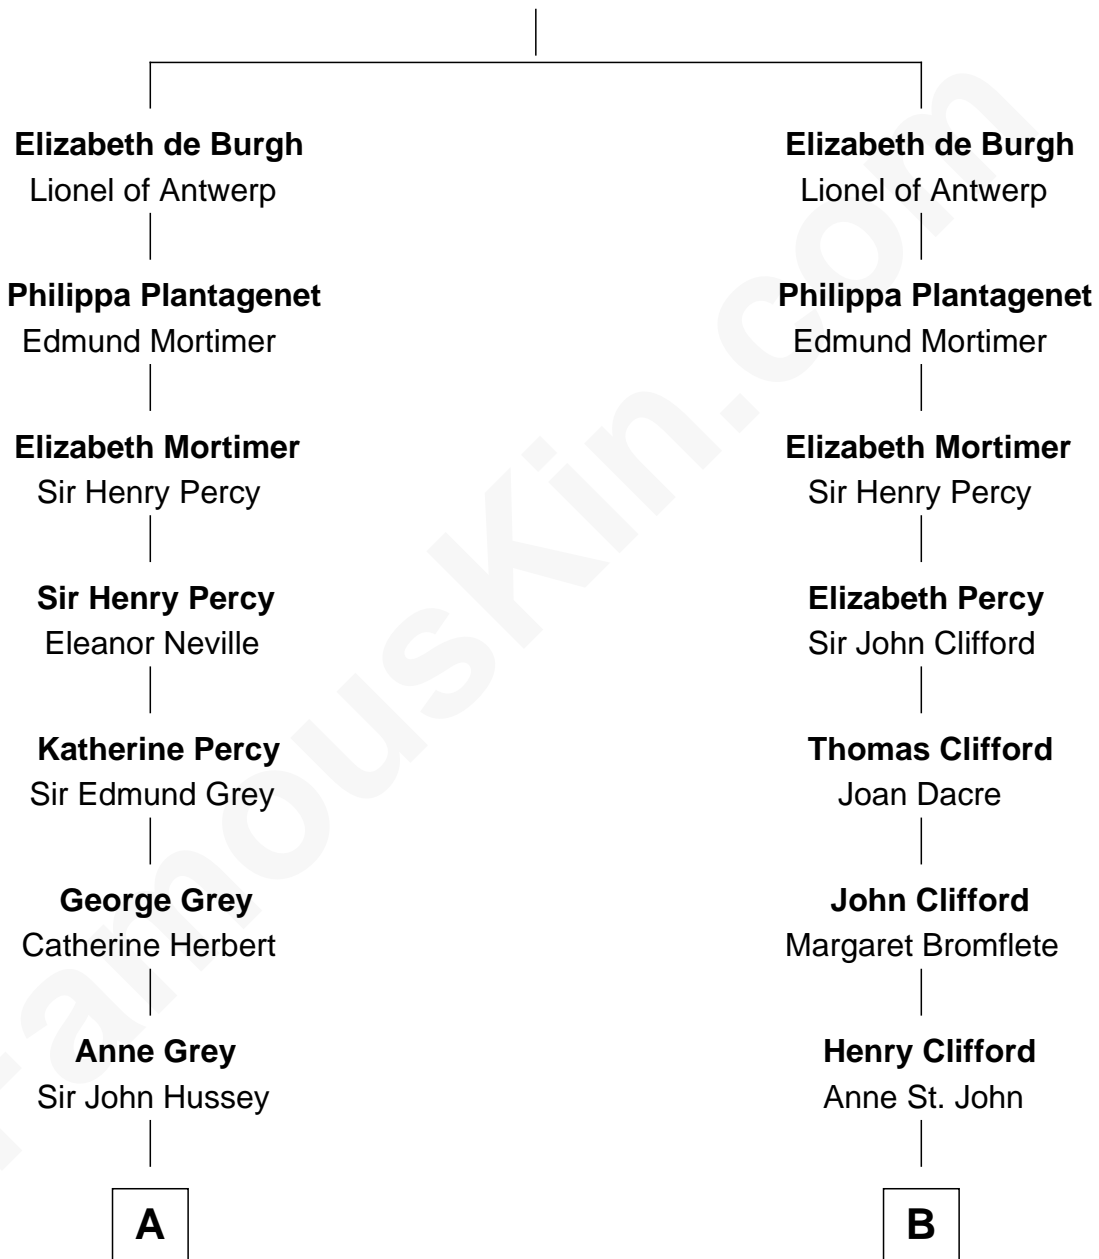 Elizabeth de Burgh
Lionel of Antwerp
Philippa Plantagenet
Edmund Mortimer
Elizabeth Mortimer
Sir Henry Percy
Sir Henry Percy
Eleanor Neville
Katherine Percy
Sir Edmund Grey
George Grey
Catherine Herbert
Anne Grey
Sir John Hussey
A
Elizabeth de Burgh
Lionel of Antwerp
Philippa Plantagenet
Edmund Mortimer
Elizabeth Mortimer
Sir Henry Percy
Elizabeth Percy
Sir John Clifford
Thomas Clifford
Joan Dacre
John Clifford
Margaret Bromflete
Henry Clifford
Anne St. John
B
FamousKin.com